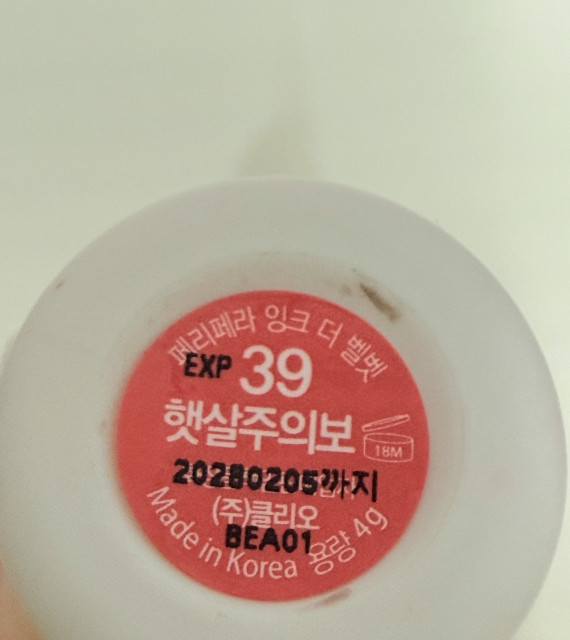 페리페라 잉크 더 벨벳
EXP 39
햇살주의보
18M
20280205까지
(주)클리오
BEA01
Made in Korea 용량 4g